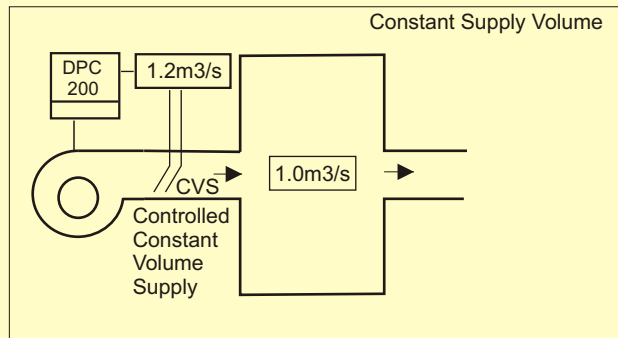 Constant Supply Volume
DPC
200
1.2m3/s
CVS
1.0m3/s
Controlled
Constant
Volume
Supply